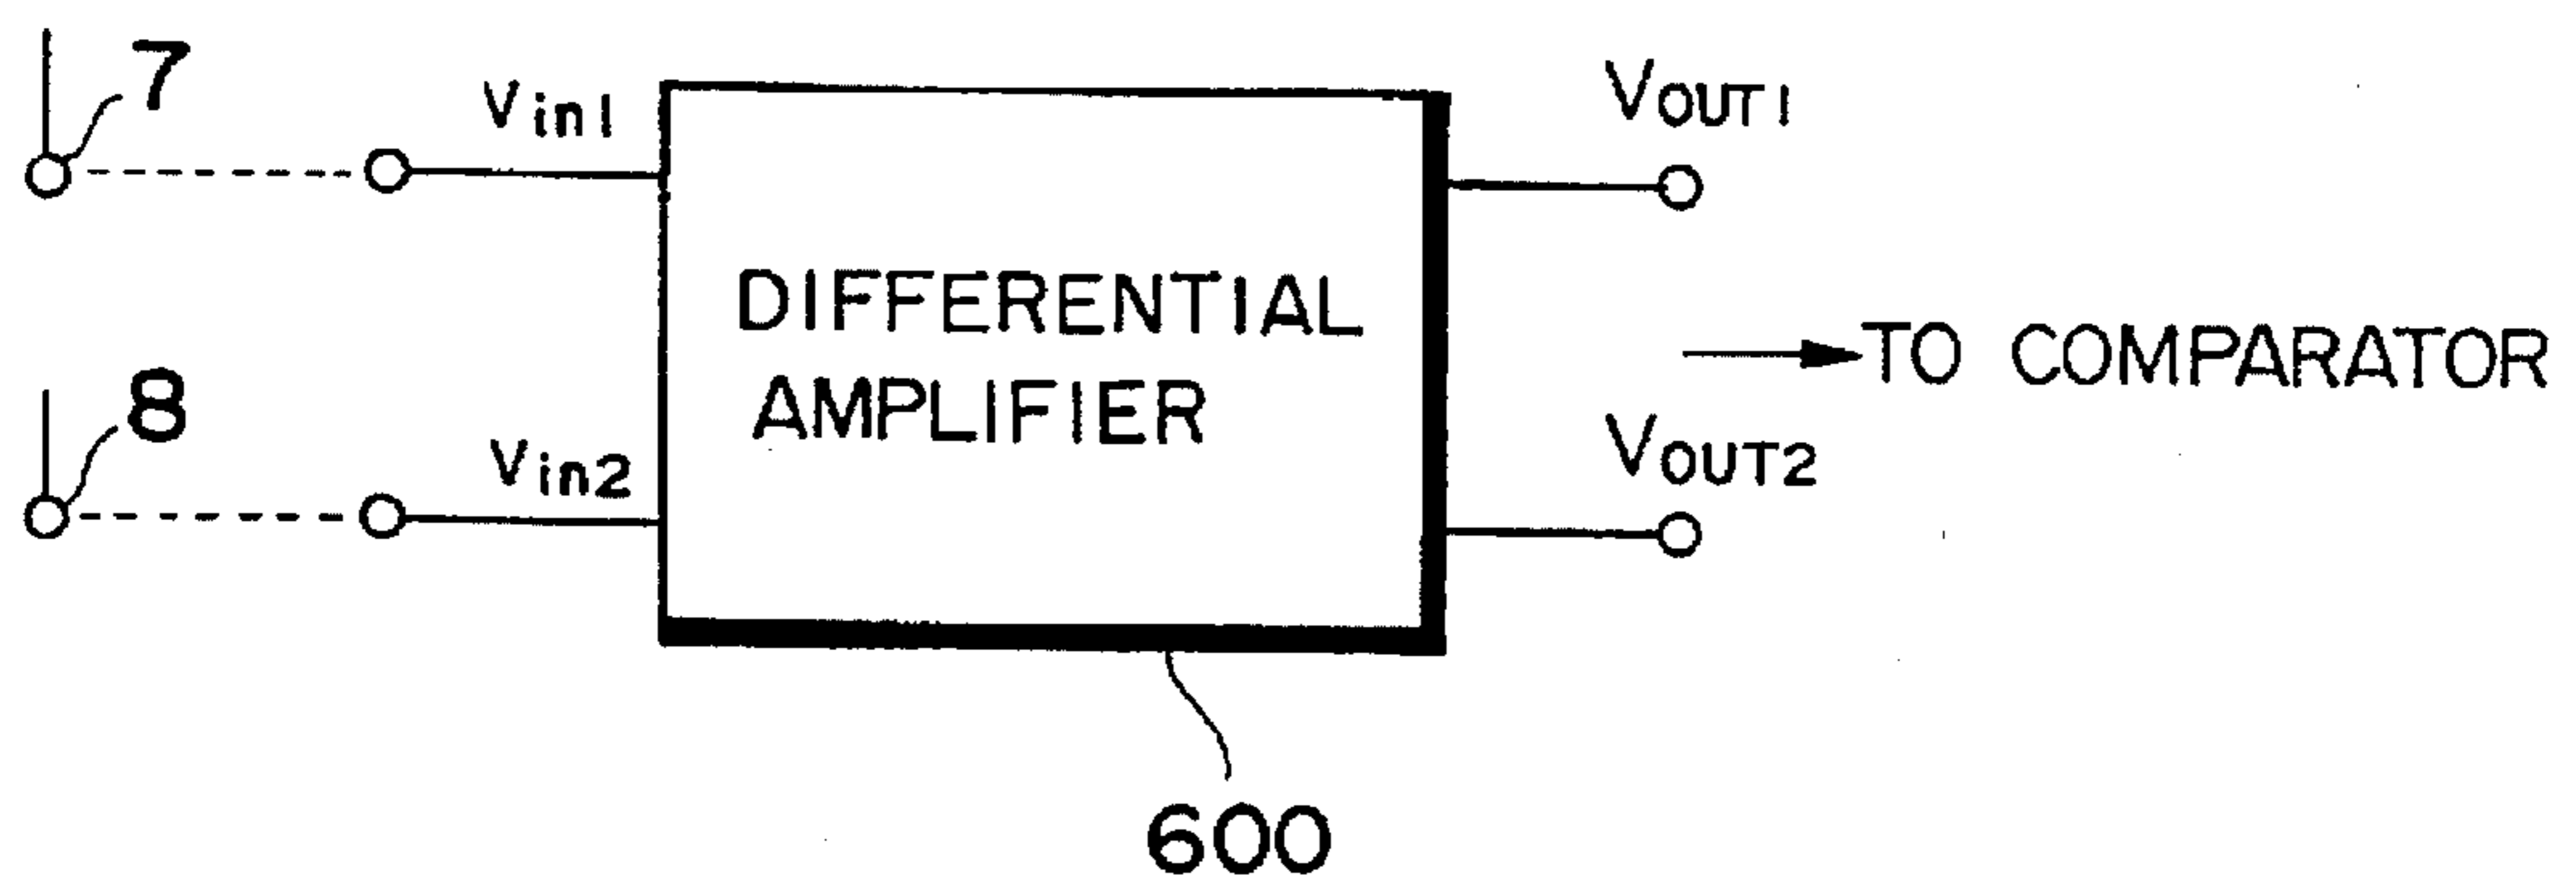 7
Vin1
VOUT1
DIFFERENTIAL
AMPLIFIER
TO COMPARATOR
8
Vin2
VOUT2
600